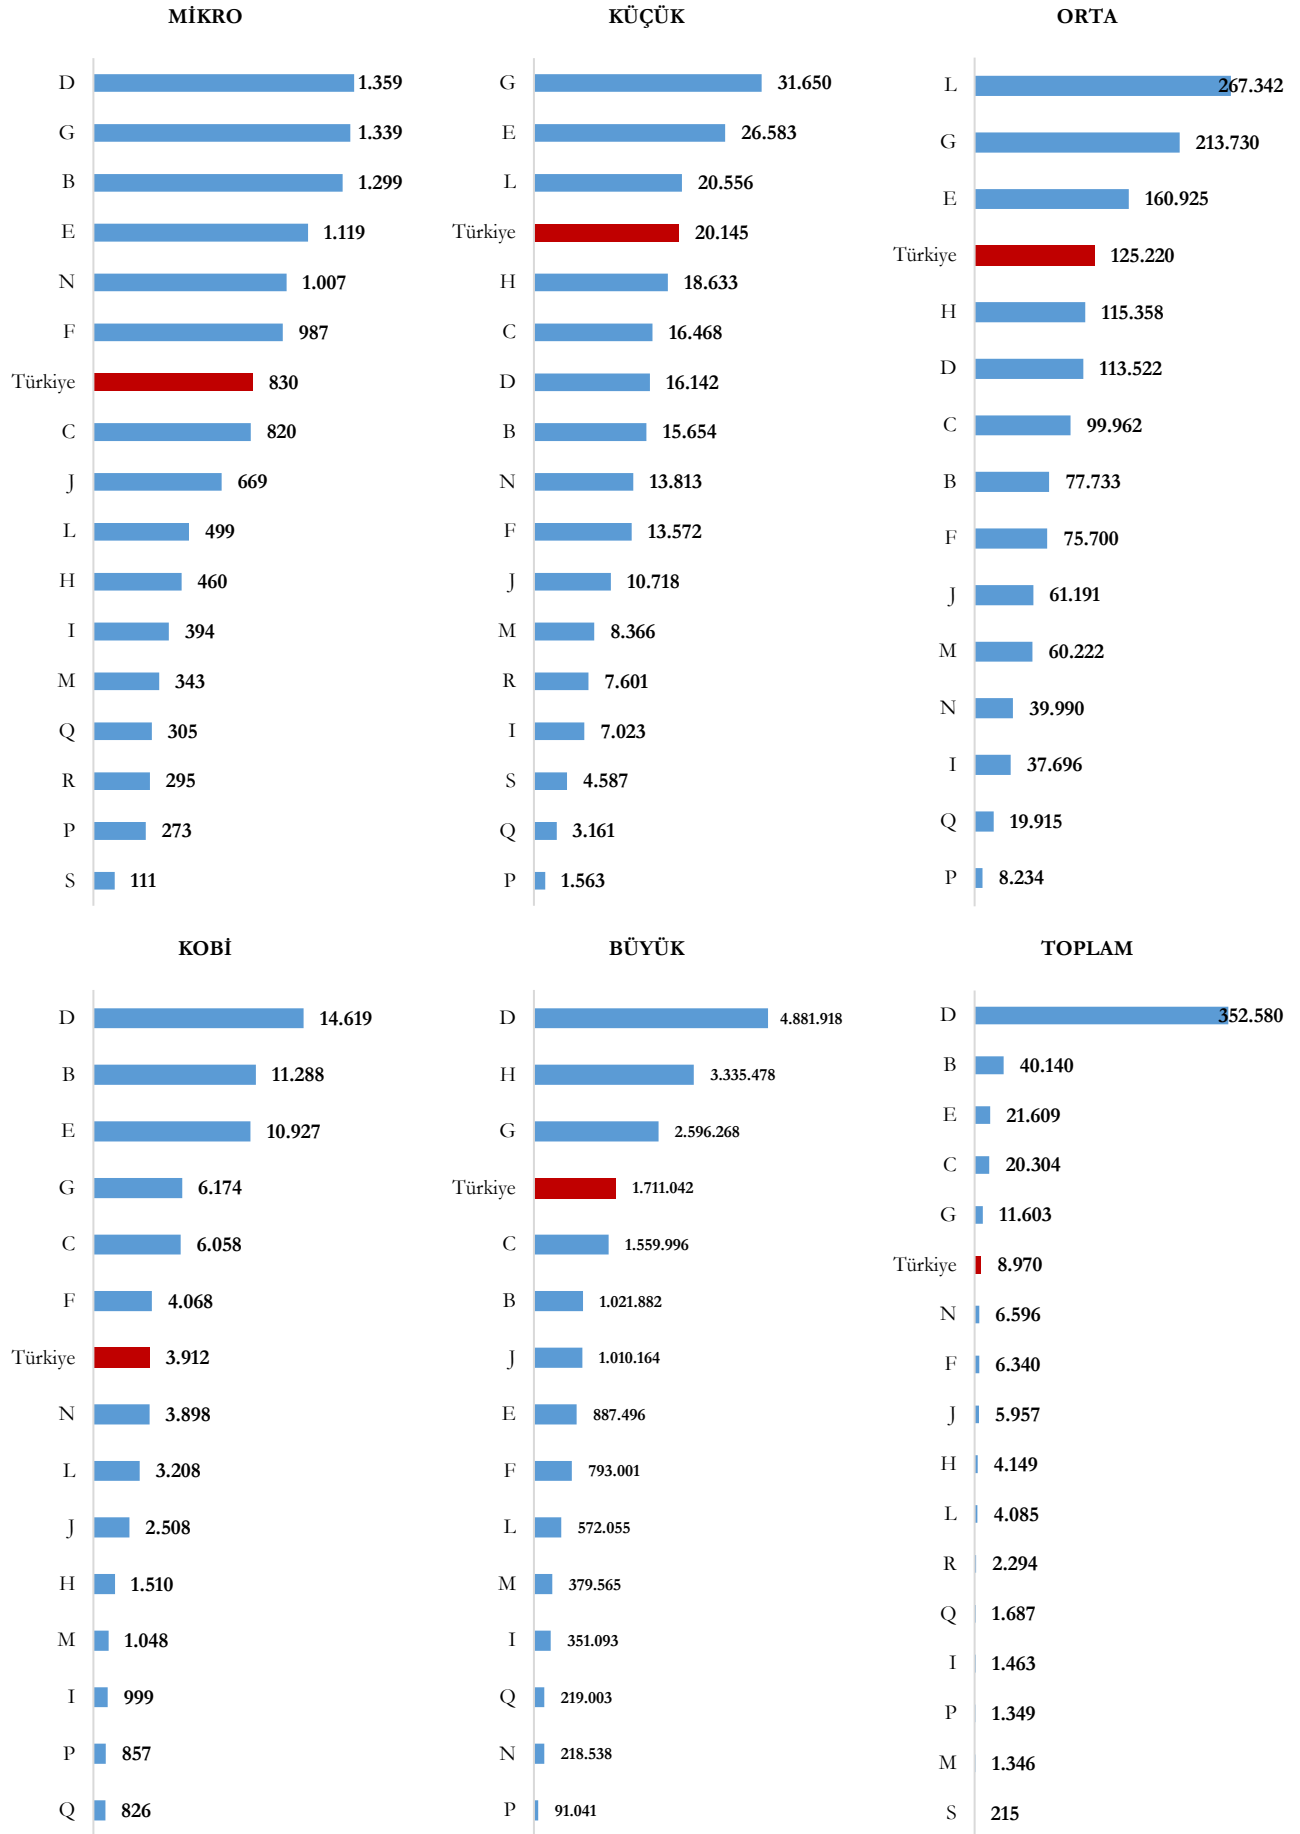 MİKRO
D 1.359
G 1.339
B 1.299
E 1.119
N 1.007
F 987
Türkiye 830
C 820
J 669
L 499
H 460
I 394
M 343
Q 305
R 295
P 273
S 111
KÜÇÜK
G 31.650
E 26.583
L 20.556
Türkiye 20.145
H 18.633
C 16.468
D 16.142
B 15.654
N 13.813
F 13.572
J 10.718
M 8.366
R 7.601
I 7.023
S 4.587
Q 3.161
P 1.563
ORTA
L 267.342
G 213.730
E 160.925
Türkiye 125.220
H 115.358
D 113.522
C 99.962
B 77.733
F 75.700
J 61.191
M 60.222
N 39.990
I 37.696
Q 19.915
P 8.234
KOBİ
D 14.619
B 11.288
E 10.927
G 6.174
C 6.058
F 4.068
Türkiye 3.912
N 3.898
L 3.208
J 2.508
H 1.510
M 1.048
I 999
P 857
Q 826
BÜYÜK
D 4.881.918
H 3.335.478
G 2.596.268
Türkiye 1.711.042
C 1.559.996
B 1.021.882
J 1.010.164
E 887.496
F 793.001
L 572.055
M 379.565
I 351.093
Q 219.003
N 218.538
P 91.041
TOPLAM
D 352.580
B 40.140
E 21.609
C 20.304
G 11.603
Türkiye 8.970
N 6.596
F 6.340
J 5.957
H 4.149
L 4.085
R 2.294
Q 1.687
I 1.463
P 1.349
M 1.346
S 215